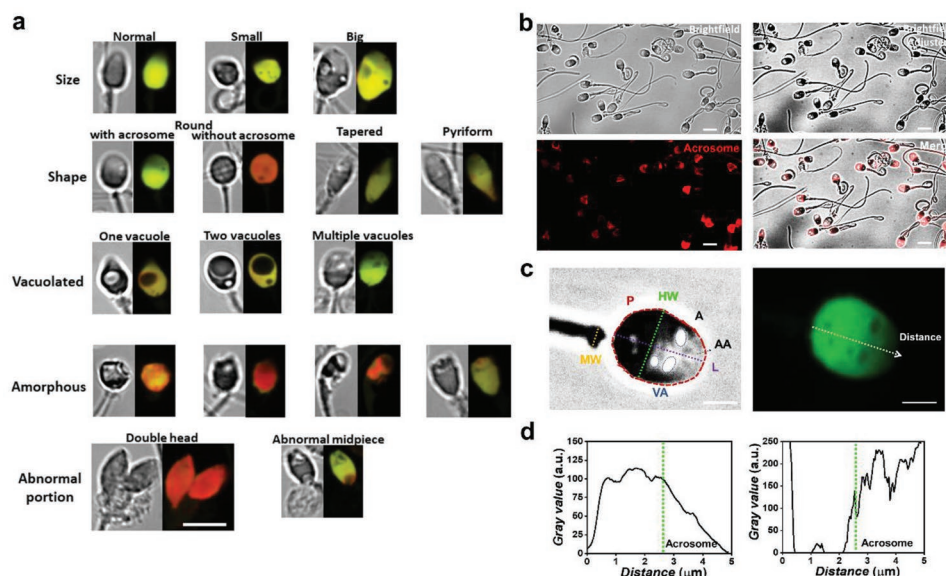 a
Normal
Small
Big
Size
Round
with acrosome
without acrosome
Tapered
Pyriform
Shape
One vacuole
Two vacuoles
Multiple vacuoles
Vacuolated
Amorphous
Double head
Abnormal midpiece
Abnormal
portion
b
Brightfield
Brightfield
Acrosome
c
P
HW
A
AA
MW
L
VA
Distance
d
Gray value (a.u.)
150
125
100
75
50
25
0
Acrosome
0 1 2 3 4 5
Distance (μm)
Gray value (a.u.)
250
200
150
100
50
0
Acrosome
0 1 2 3 4 5
Distance (μm)